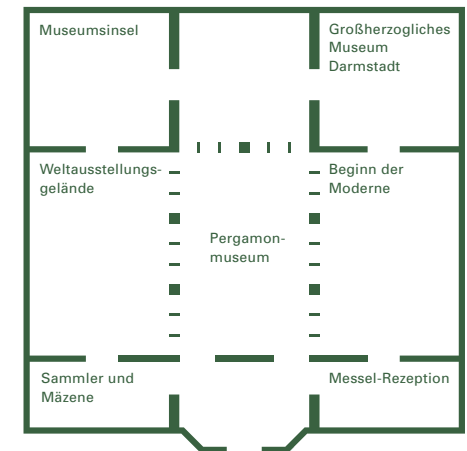 Museumsinsel
Großherzogliches
Museum
Darmstadt
Weltausstellungs-
gelände
Beginn der
Moderne
Pergamon-
museum
Sammler und
Mäzene
Messel-Rezeption